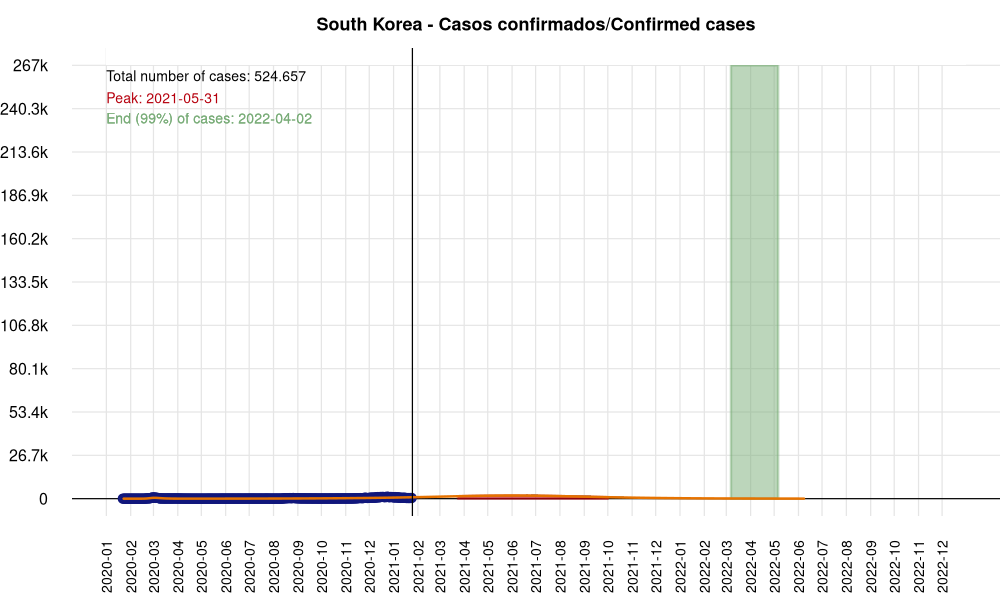 South Korea - Casos confirmados/Confirmed cases
267k
Total number of cases: 524.657
Peak: 2021-05-31
240.3k
End (99%) of cases: 2022-04-02
213.6k
186.9k
160.2k
133.5k
106.8k
80.1k
53.4k
26.7k
0
2020-01
2020-02
2020-03
2020-04
2020-05
2020-06
2020-07
2020-08
2020-09
2020-10
2020-11
2020-12
2021-01
2021-02
2021-03
2021-04
2021-05
2021-06
2021-07
2021-08
2021-09
2021-10
2021-11
2021-12
2022-01
2022-02
2022-03
2022-04
2022-05
2022-06
2022-07
2022-08
2022-09
2022-10
2022-11
2022-12